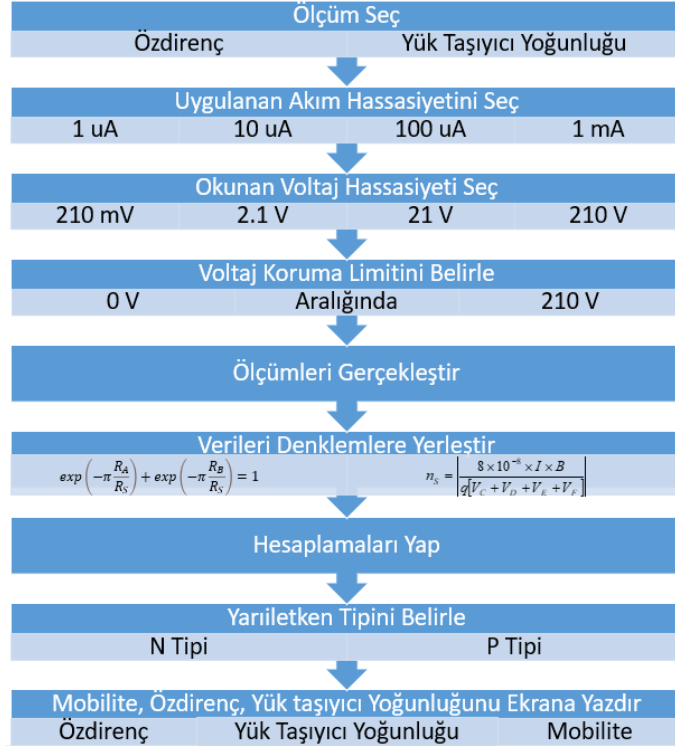 Ölçüm Seç
Özdirenç Yük Taşıyıcı Yoğunluğu
Uygulanan Akım Hassasiyetini Seç
1 uA 10 uA 100 uA 1 mA
Okunan Voltaj Hassasiyeti Seç
210 mV 2.1 V 21 V 210 V
Voltaj Koruma Limitini Belirle
0 V Aralığında 210 V
Ölçümleri Gerçekleştir
Verileri Denklemlere Yerleştir
exp(−π R_A/R_S) + exp(−π R_B/R_S) = 1 n_S = |8×10⁻⁸×I×B / q[V_C+V_D+V_E+V_F]|
Hesaplamaları Yap
Yarıiletken Tipini Belirle
N Tipi P Tipi
Mobilite, Özdirenç, Yük taşıyıcı Yoğunluğunu Ekrana Yazdır
Özdirenç Yük Taşıyıcı Yoğunluğu Mobilite